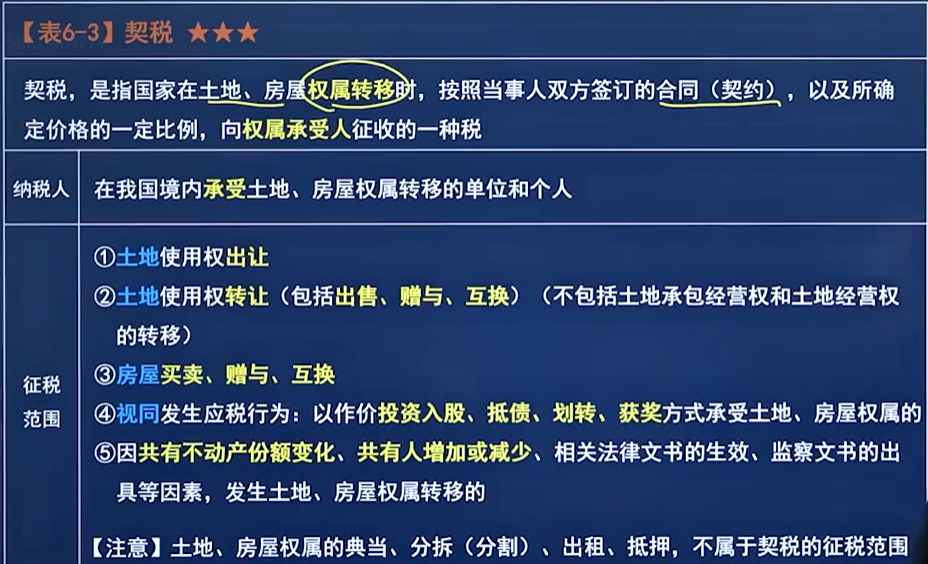 【表6-3】契税 ★★★
契税，是指国家在土地、房屋权属转移时，按照当事人双方签订的合同（契约），以及所确
定价格的一定比例，向权属承受人征收的一种税
纳税人
在我国境内承受土地、房屋权属转移的单位和个人
征税
范围
①土地使用权出让
②土地使用权转让（包括出售、赠与、互换）（不包括土地承包经营权和土地经营权
的转移）
③房屋买卖、赠与、互换
④视同发生应税行为：以作价投资入股、抵债、划转、获奖方式承受土地、房屋权属的
⑤因共有不动产份额变化、共有人增加或减少、相关法律文书的生效、监察文书的出
具等因素，发生土地、房屋权属转移的
【注意】土地、房屋权属的典当、分拆（分割）、出租、抵押，不属于契税的征税范围